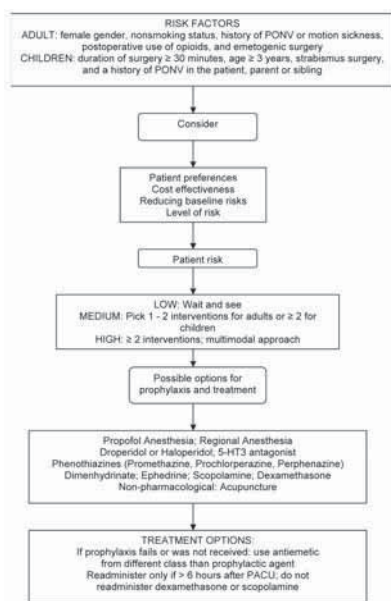 RISK FACTORS
ADULT: female gender, nonsmoking status, history of PONV or motion sickness,
postoperative use of opioids, and emetogenic surgery
CHILDREN: duration of surgery ≥ 30 minutes, age ≥ 3 years, strabismus surgery,
and a history of PONV in the patient, parent or sibling
Consider
Patient preferences
Cost effectiveness
Reducing baseline risks
Level of risk
Patient risk
LOW: Wait and see
MEDIUM: Pick 1 - 2 interventions for adults or ≥ 2 for
children
HIGH: ≥ 2 interventions; multimodal approach
Possible options for
prophylaxis and treatment
Propofol Anesthesia; Regional Anesthesia
Droperidol or Haloperidol; 5-HT3 antagonist
Phenothiazines (Promethazine, Prochlorperazine, Perphenazine)
Dimenhydrinate; Ephedrine; Scopolamine; Dexamethasone
Non-pharmacological: Acupuncture
TREATMENT OPTIONS:
If prophylaxis fails or was not received: use antiemetic
from different class than prophylactic agent
Readminister only if > 6 hours after PACU; do not
readminister dexamethasone or scopolamine